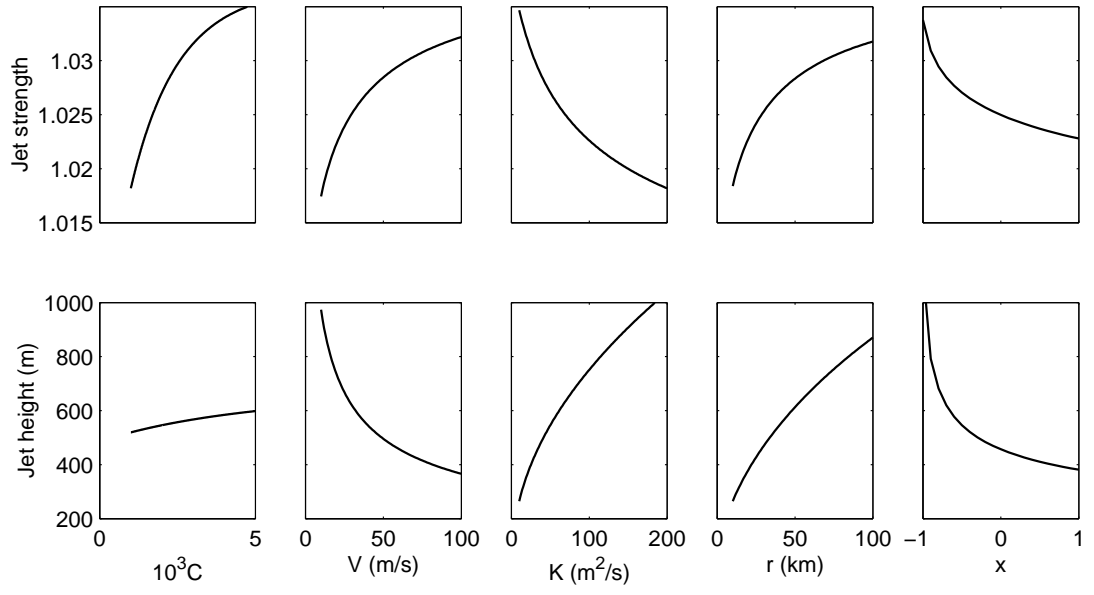 Jet strength
1.03
1.025
1.02
1.015
Jet height (m)
1000
800
600
400
200
0 5
10³C
0 50 100
V (m/s)
0 100 200
K (m²/s)
0 50 100
r (km)
−1 0 1
x